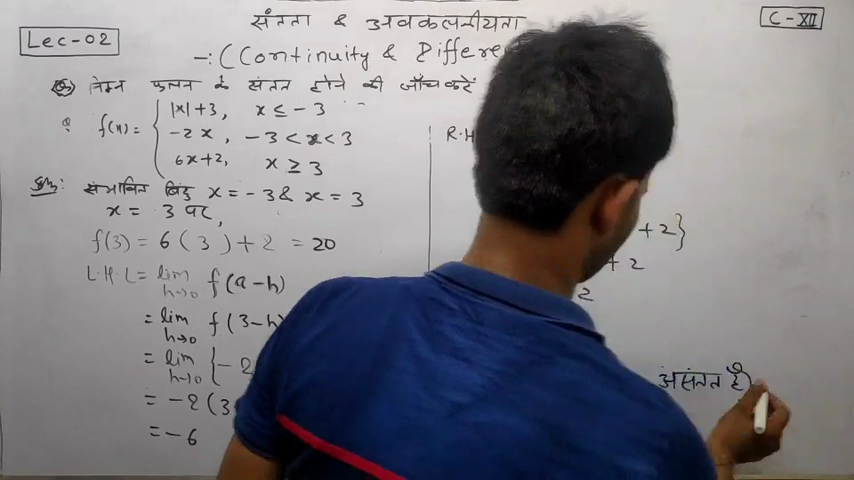 संतता & अवकलनीयता
C-XII
Lec-02
-:(Continuity & Differe
निम्न फलन के संतत होने की जाँच करें
f(x)= { |x|+3, x ≤ -3
-2x, -3 < x < 3
6x+2, x ≥ 3
संभावित बिंदु x = -3 & x = 3
x = 3 पर,
f(3) = 6(3)+2 = 20
L.H.L = lim h→0 f(a-h)
= lim h→0 f(3-h)
= lim h→0 {-2
= -2(3
= -6
R.H
+2}
+2
2
असंतत है